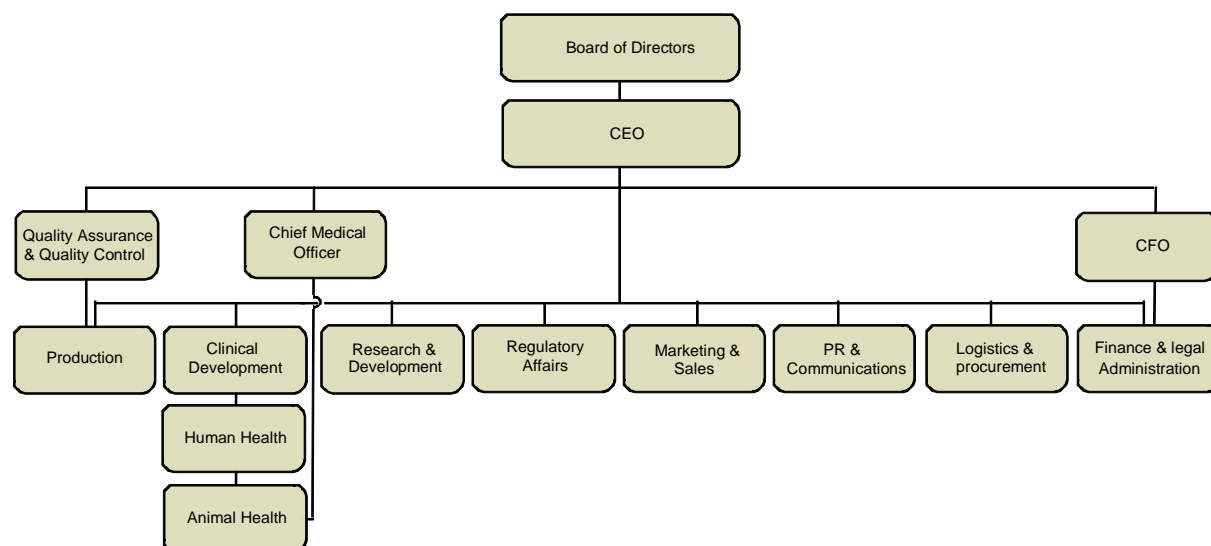 Board of Directors
CEO
Quality Assurance
& Quality Control
Chief Medical
Officer
CFO
Production
Clinical
Development
Research &
Development
Regulatory
Affairs
Marketing &
Sales
PR &
Communications
Logistics &
procurement
Finance & legal
Administration
Human Health
Animal Health